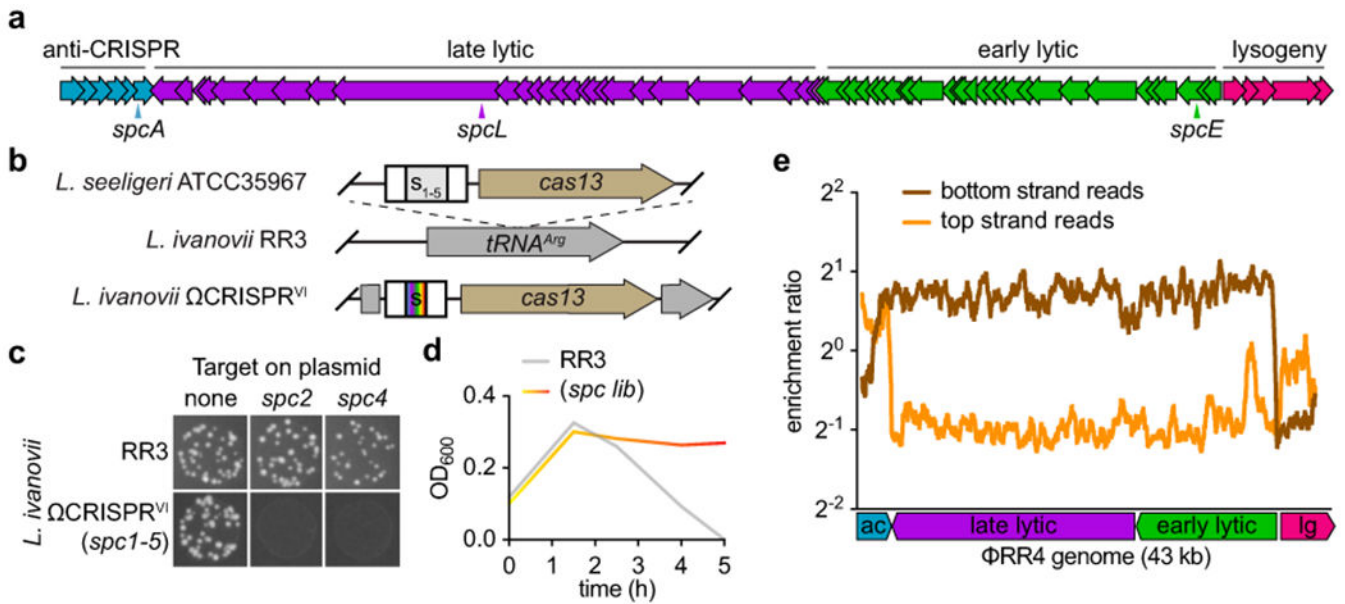 a
anti-CRISPR late lytic early lytic lysogeny
spcA spcL spcE
b
L. seeligeri ATCC35967 S1-5 cas13
L. ivanovii RR3 tRNAArg
L. ivanovii ΩCRISPRVI s cas13
c
Target on plasmid
none spc2 spc4
L. ivanovii
RR3
ΩCRISPRVI
(spc1-5)
d
RR3
(spc lib)
OD600
0.4
0.2
0.0
0 1 2 3 4 5
time (h)
e
bottom strand reads
top strand reads
enrichment ratio
2²
2¹
2⁰
2⁻¹
2⁻²
ac late lytic early lytic lg
ΦRR4 genome (43 kb)